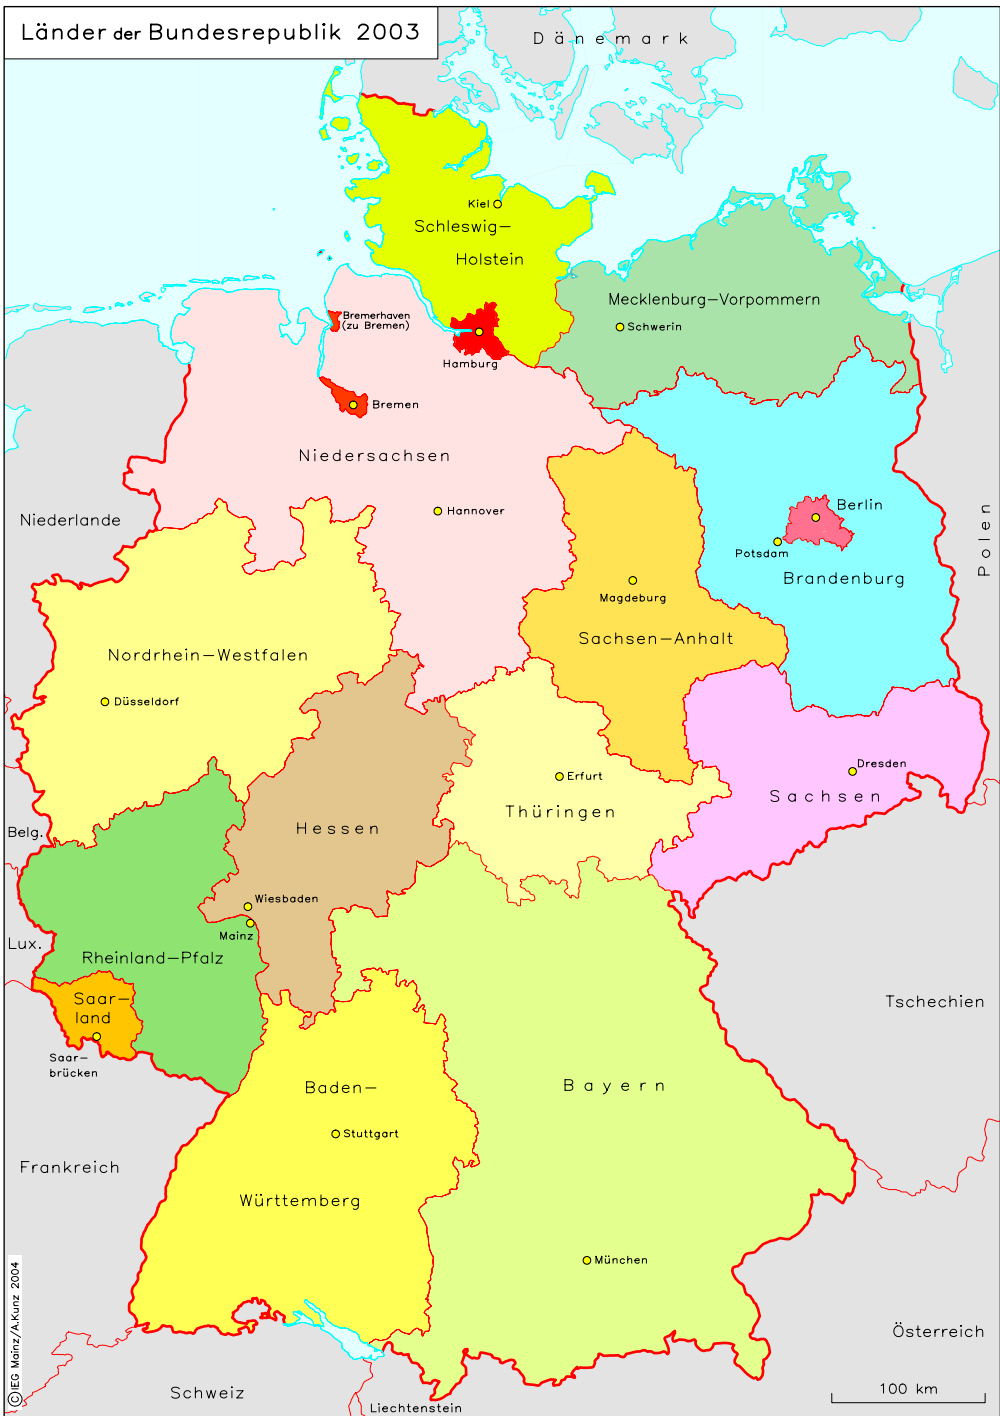 Länder der Bundesrepublik 2003
Dänemark
Kiel
Schleswig-
Holstein
Mecklenburg-Vorpommern
Bremerhaven
(zu Bremen)
Schwerin
Hamburg
Bremen
Niedersachsen
Hannover
Niederlande
Berlin
Potsdam
Polen
Brandenburg
Magdeburg
Sachsen-Anhalt
Nordrhein-Westfalen
Düsseldorf
Dresden
Erfurt
Sachsen
Thüringen
Hessen
Belg.
Wiesbaden
Mainz
Lux.
Rheinland-Pfalz
Saar-
land
Tschechien
Saar-
brücken
Baden-
Bayern
Stuttgart
Frankreich
Württemberg
München
©IEG Mainz/A.Kunz 2004
Österreich
Schweiz
100 km
Liechtenstein